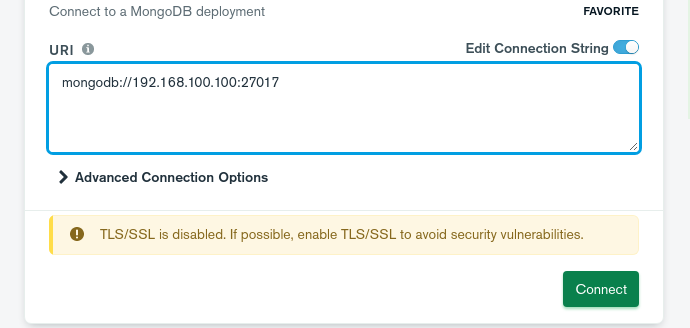 Connect to a MongoDB deployment
FAVORITE
URI
Edit Connection String
mongodb://192.168.100.100:27017
Advanced Connection Options
TLS/SSL is disabled. If possible, enable TLS/SSL to avoid security vulnerabilities.
Connect